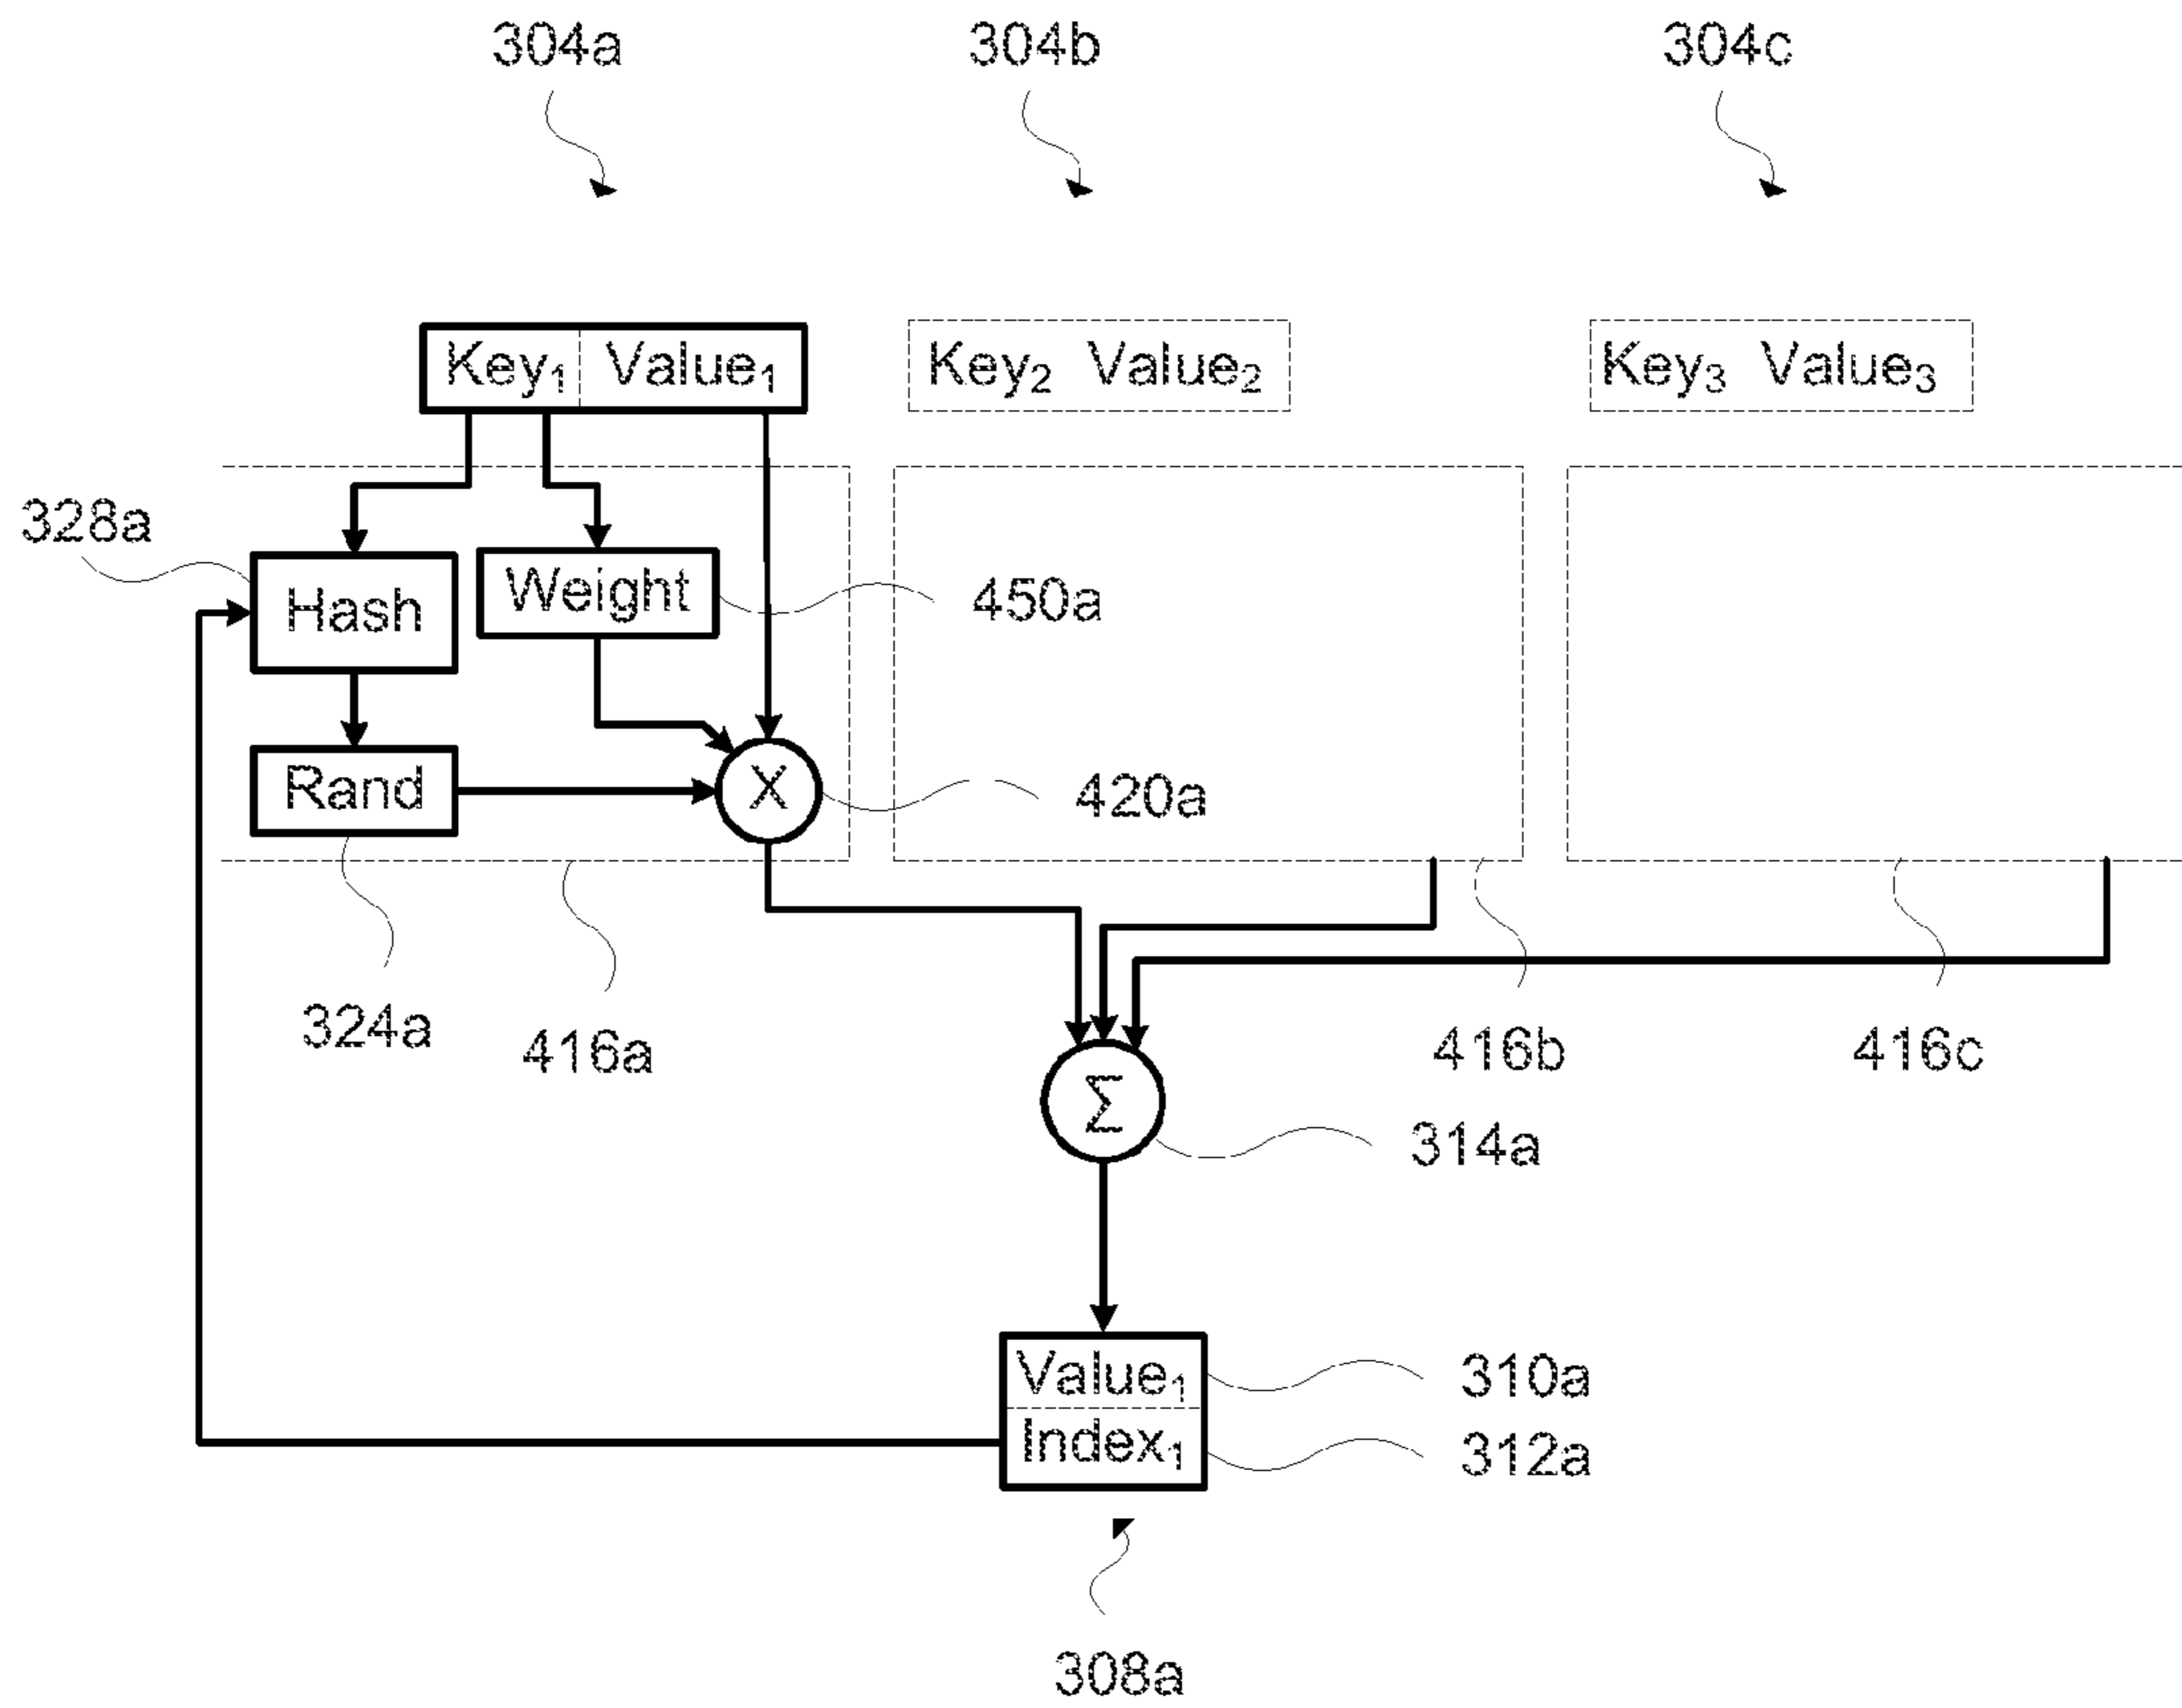 304a 304b 304c
Key1 Value1 Key2 Value2 Key3 Value3
328a
Hash Weight 450a
Rand X 420a
324a 416a 416b 416c
Σ
314a
Value1 310a
Index1 312a
308a